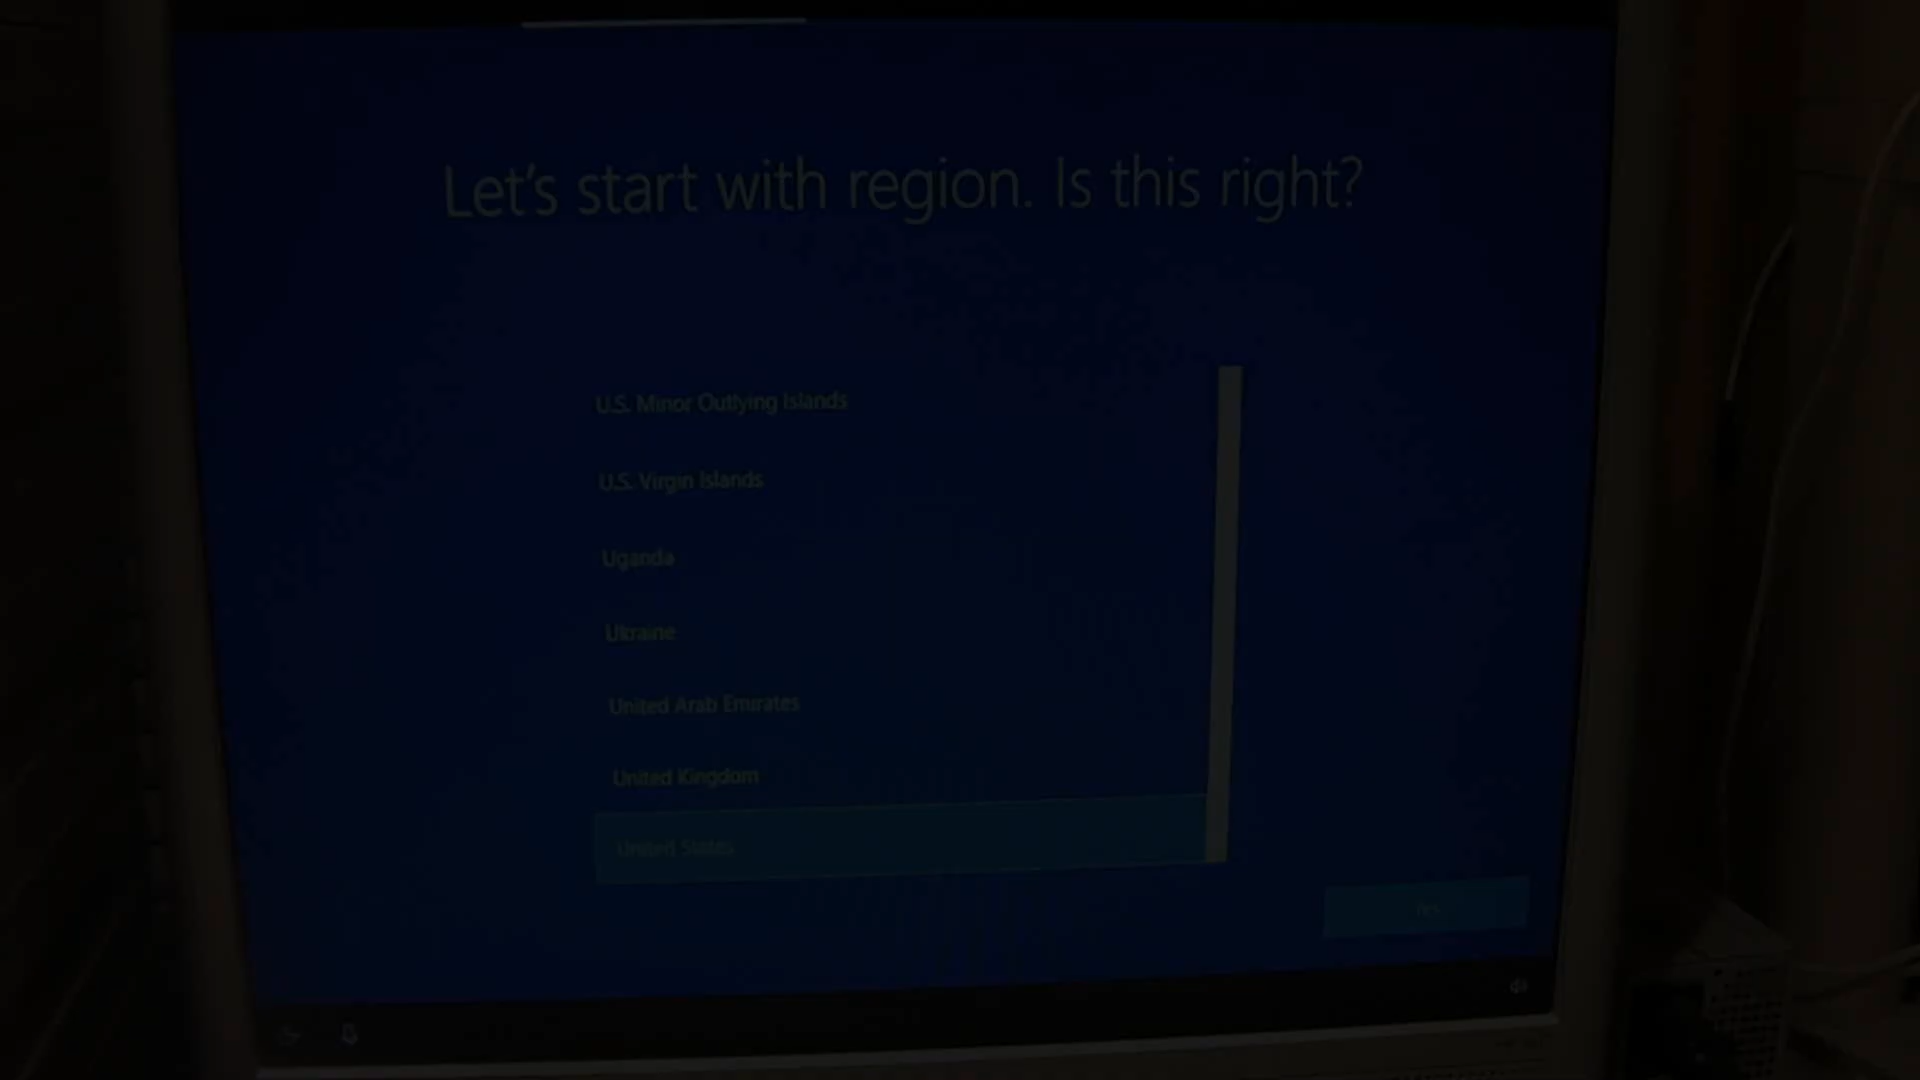 Let's start with region. Is this right?
U.S. Minor Outlying Islands
U.S. Virgin Islands
Uganda
Ukraine
United Arab Emirates
United Kingdom
United States
Yes